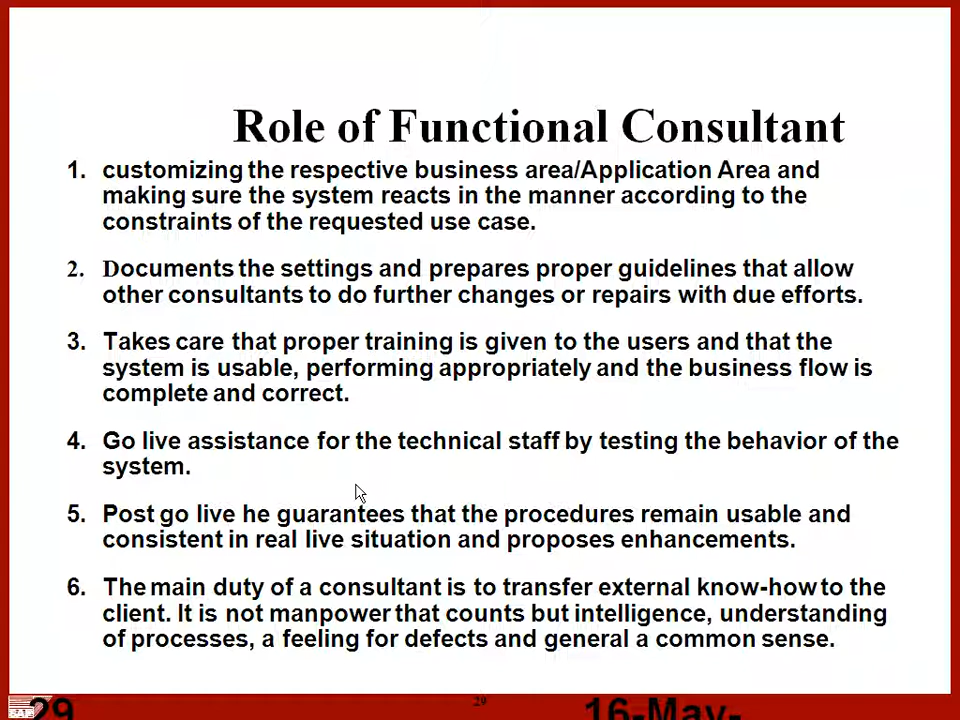 Role of Functional Consultant
1. customizing the respective business area/Application Area and
making sure the system reacts in the manner according to the
constraints of the requested use case.
2. Documents the settings and prepares proper guidelines that allow
other consultants to do further changes or repairs with due efforts.
3. Takes care that proper training is given to the users and that the
system is usable, performing appropriately and the business flow is
complete and correct.
4. Go live assistance for the technical staff by testing the behavior of the
system.
5. Post go live he guarantees that the procedures remain usable and
consistent in real live situation and proposes enhancements.
6. The main duty of a consultant is to transfer external know-how to the
client. It is not manpower that counts but intelligence, understanding
of processes, a feeling for defects and general a common sense.
29 29 16-May-